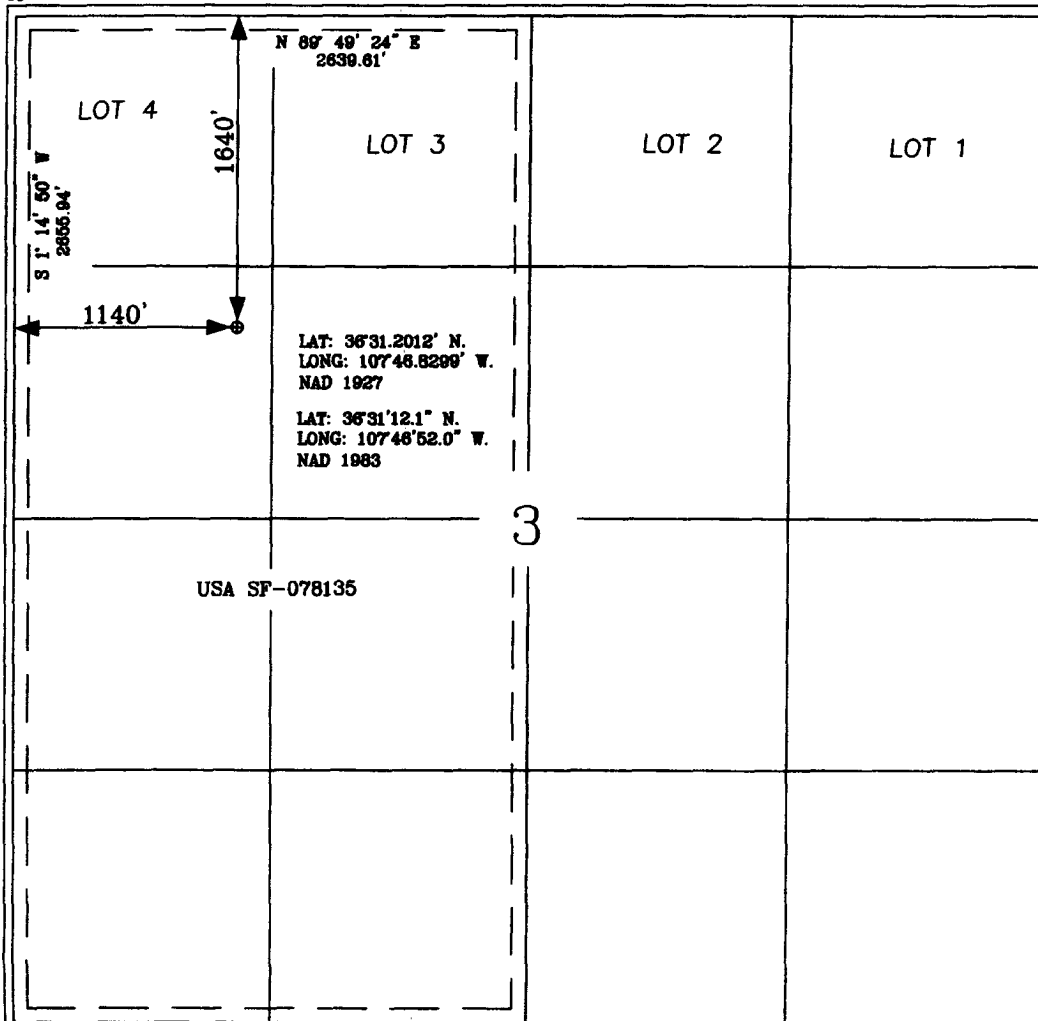 N 89° 49' 24" E
2639.61'
LOT 4
1640'
LOT 3
LOT 2
LOT 1
S 1° 14' 50" W
2655.94'
1140'
LAT: 36°31.2012' N.
LONG: 107°46.8299' W.
NAD 1927
LAT: 36°31'12.1" N.
LONG: 107°46'52.0" W.
NAD 1983
3
USA SF-078135